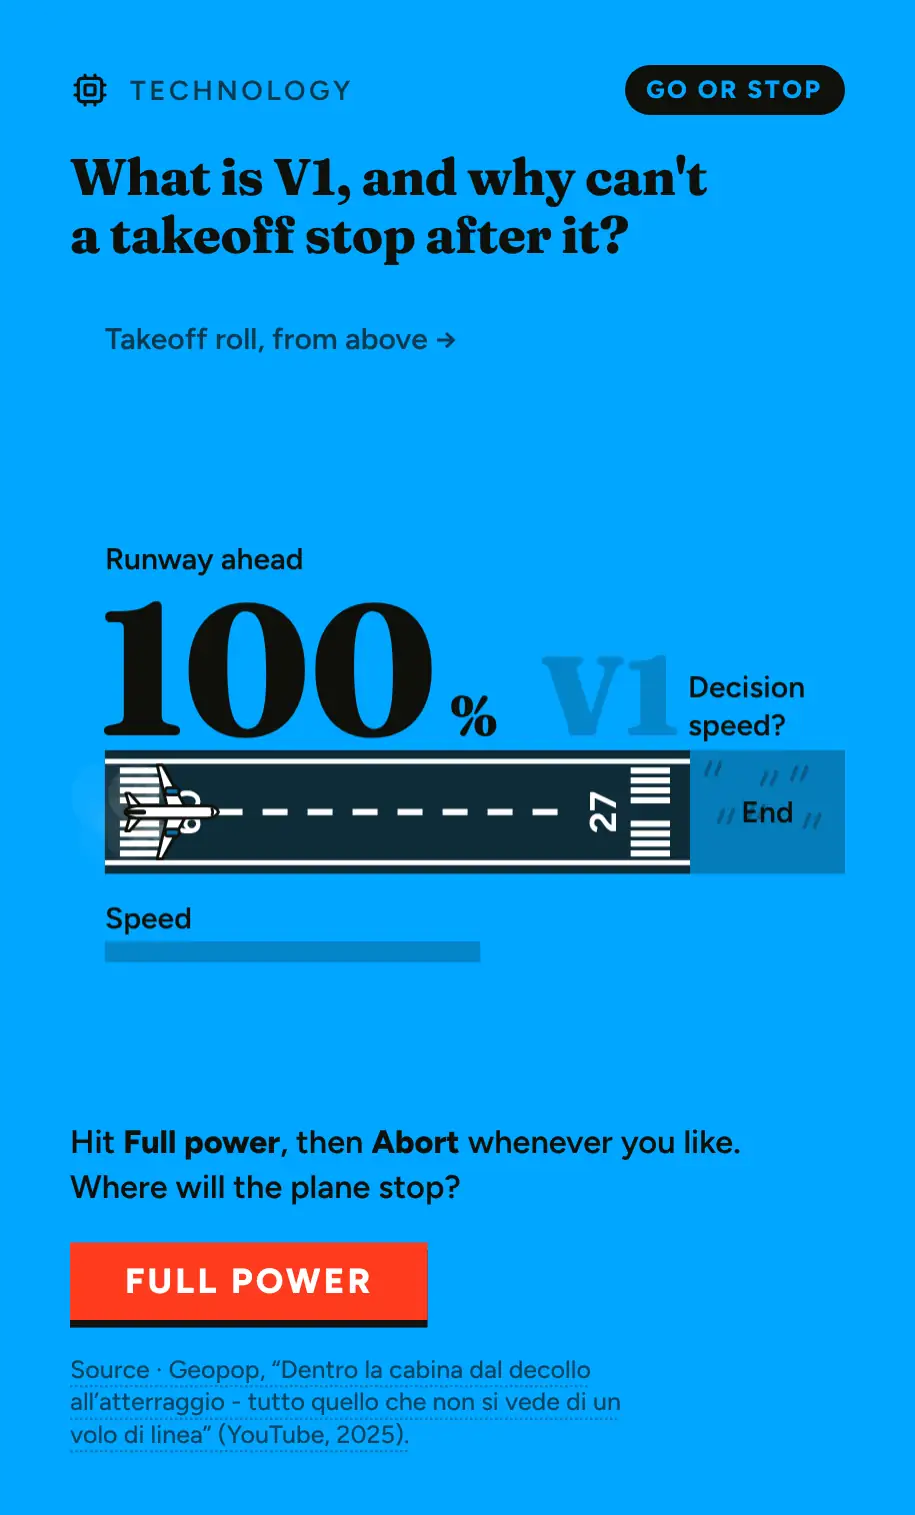 TECHNOLOGY
GO OR STOP
What is V1, and why can't
a takeoff stop after it?
Takeoff roll, from above →
Runway ahead
100 %
V1
Decision
speed?
27
End
Speed
Hit Full power, then Abort whenever you like.
Where will the plane stop?
FULL POWER
Source · Geopop, “Dentro la cabina dal decollo
all’atterraggio - tutto quello che non si vede di un
volo di linea” (YouTube, 2025).